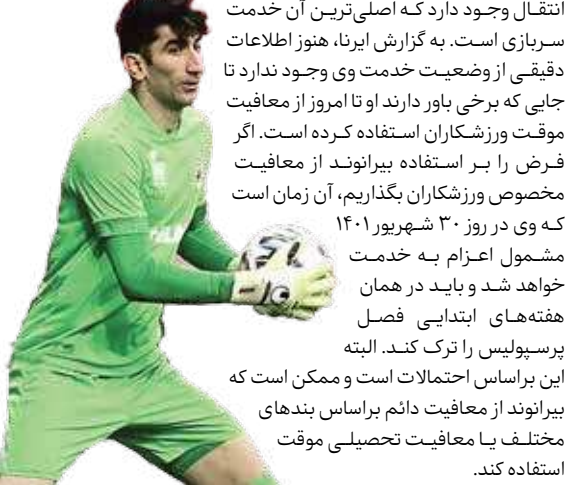 انتقال وجود دارد که اصلی‌ترین آن خدمت
سربازی است. به گزارش ایرنا، هنوز اطلاعات
دقیقی از وضعیت خدمت وی وجود ندارد تا
جایی که برخی باور دارند او تا امروز از معافیت
موقت ورزشکاران استفاده کرده است. اگر
فرض را بر استفاده بیرانوند از معافیت
مخصوص ورزشکاران بگذاریم، آن زمان است
که وی در روز ۳۰ شهریور ۱۴۰۱
مشمول اعزام به خدمت
خواهد شد و باید در همان
هفته‌های ابتدایی فصل
پرسپولیس را ترک کند. البته
این براساس احتمالات است و ممکن است که
بیرانوند از معافیت دائم براساس بندهای
مختلف یا معافیت تحصیلی موقت
استفاده کند.